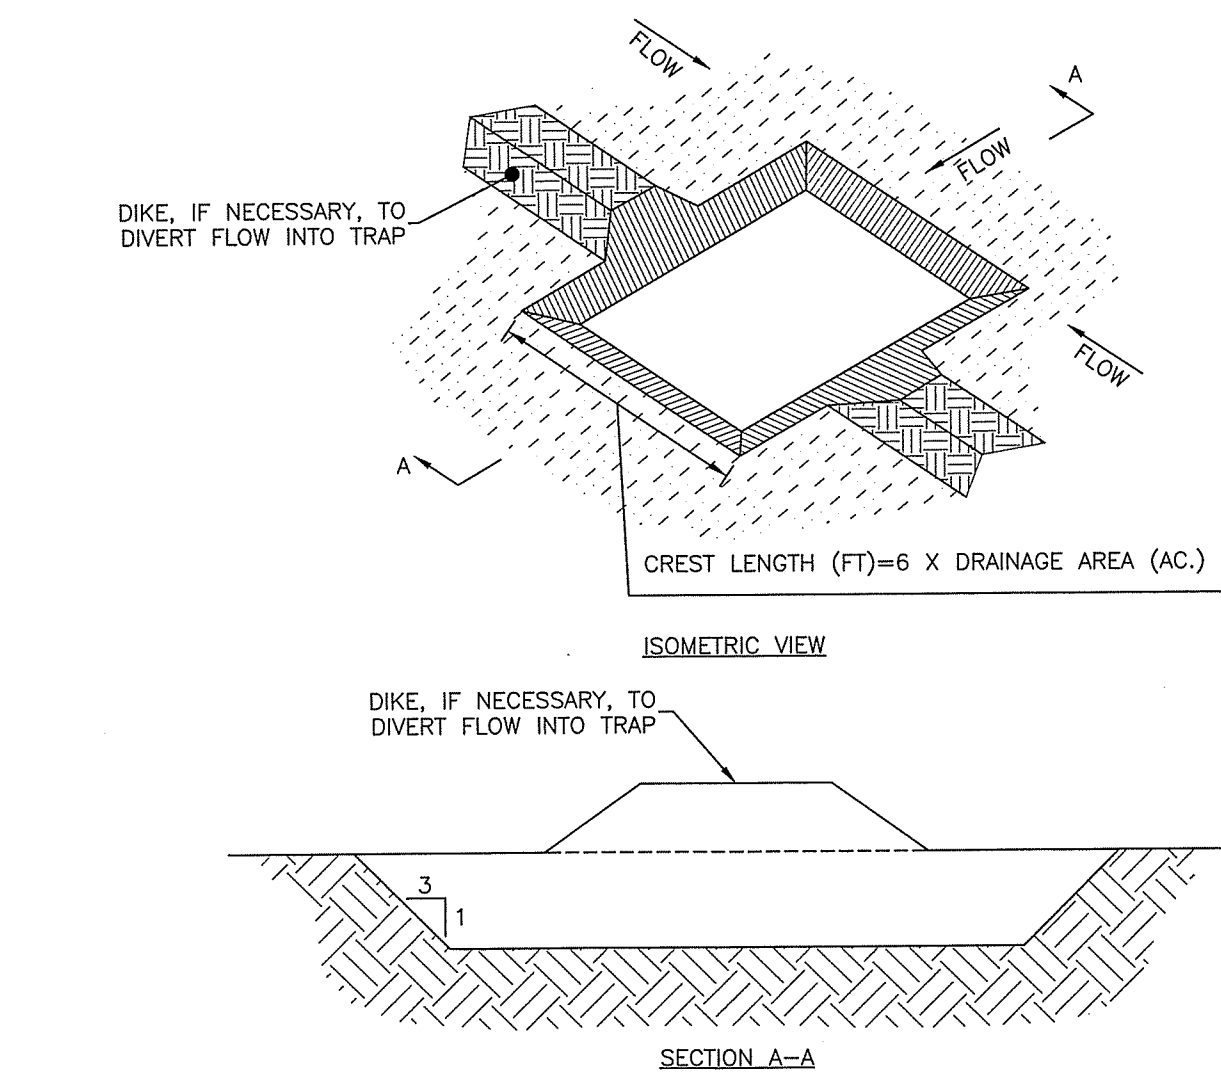 FLOW
A
FLOW
DIKE, IF NECESSARY, TO
DIVERT FLOW INTO TRAP
FLOW
A
CREST LENGTH (FT)=6 X DRAINAGE AREA (AC.)
ISOMETRIC VIEW
DIKE, IF NECESSARY, TO
DIVERT FLOW INTO TRAP
3
1
SECTION A-A